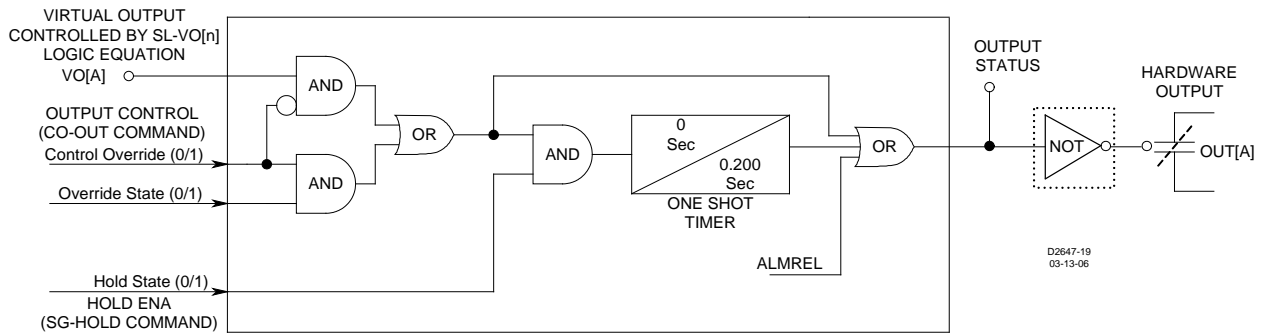 VIRTUAL OUTPUT
CONTROLLED BY SL-VO[n]
LOGIC EQUATION
VO[A]
OUTPUT CONTROL
(CO-OUT COMMAND)
Control Override (0/1)
Override State (0/1)
Hold State (0/1)
HOLD ENA
(SG-HOLD COMMAND)
AND
AND
OR
AND
0
Sec
0.200
Sec
ONE SHOT
TIMER
ALMREL
OR
OUTPUT
STATUS
NOT
HARDWARE
OUTPUT
OUT[A]
D2647-19
03-13-06